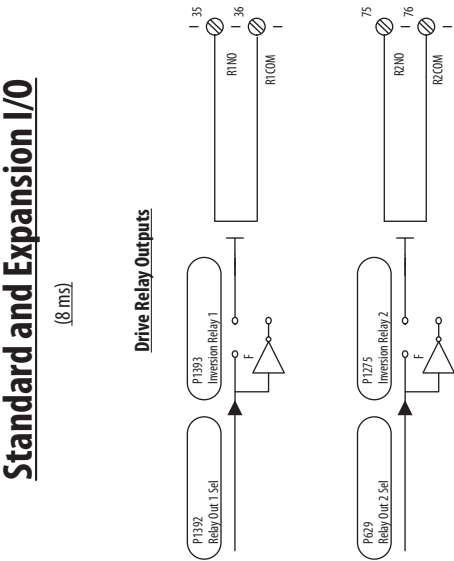 Standard and Expansion I/O
(8 ms)
Drive Relay Outputs
P1392
Relay Out 1 Sel
P1393
Inversion Relay 1
F
R1NO
35
R1COM
36
P629
Relay Out 2 Sel
P1275
Inversion Relay 2
F
R2NO
75
R2COM
76